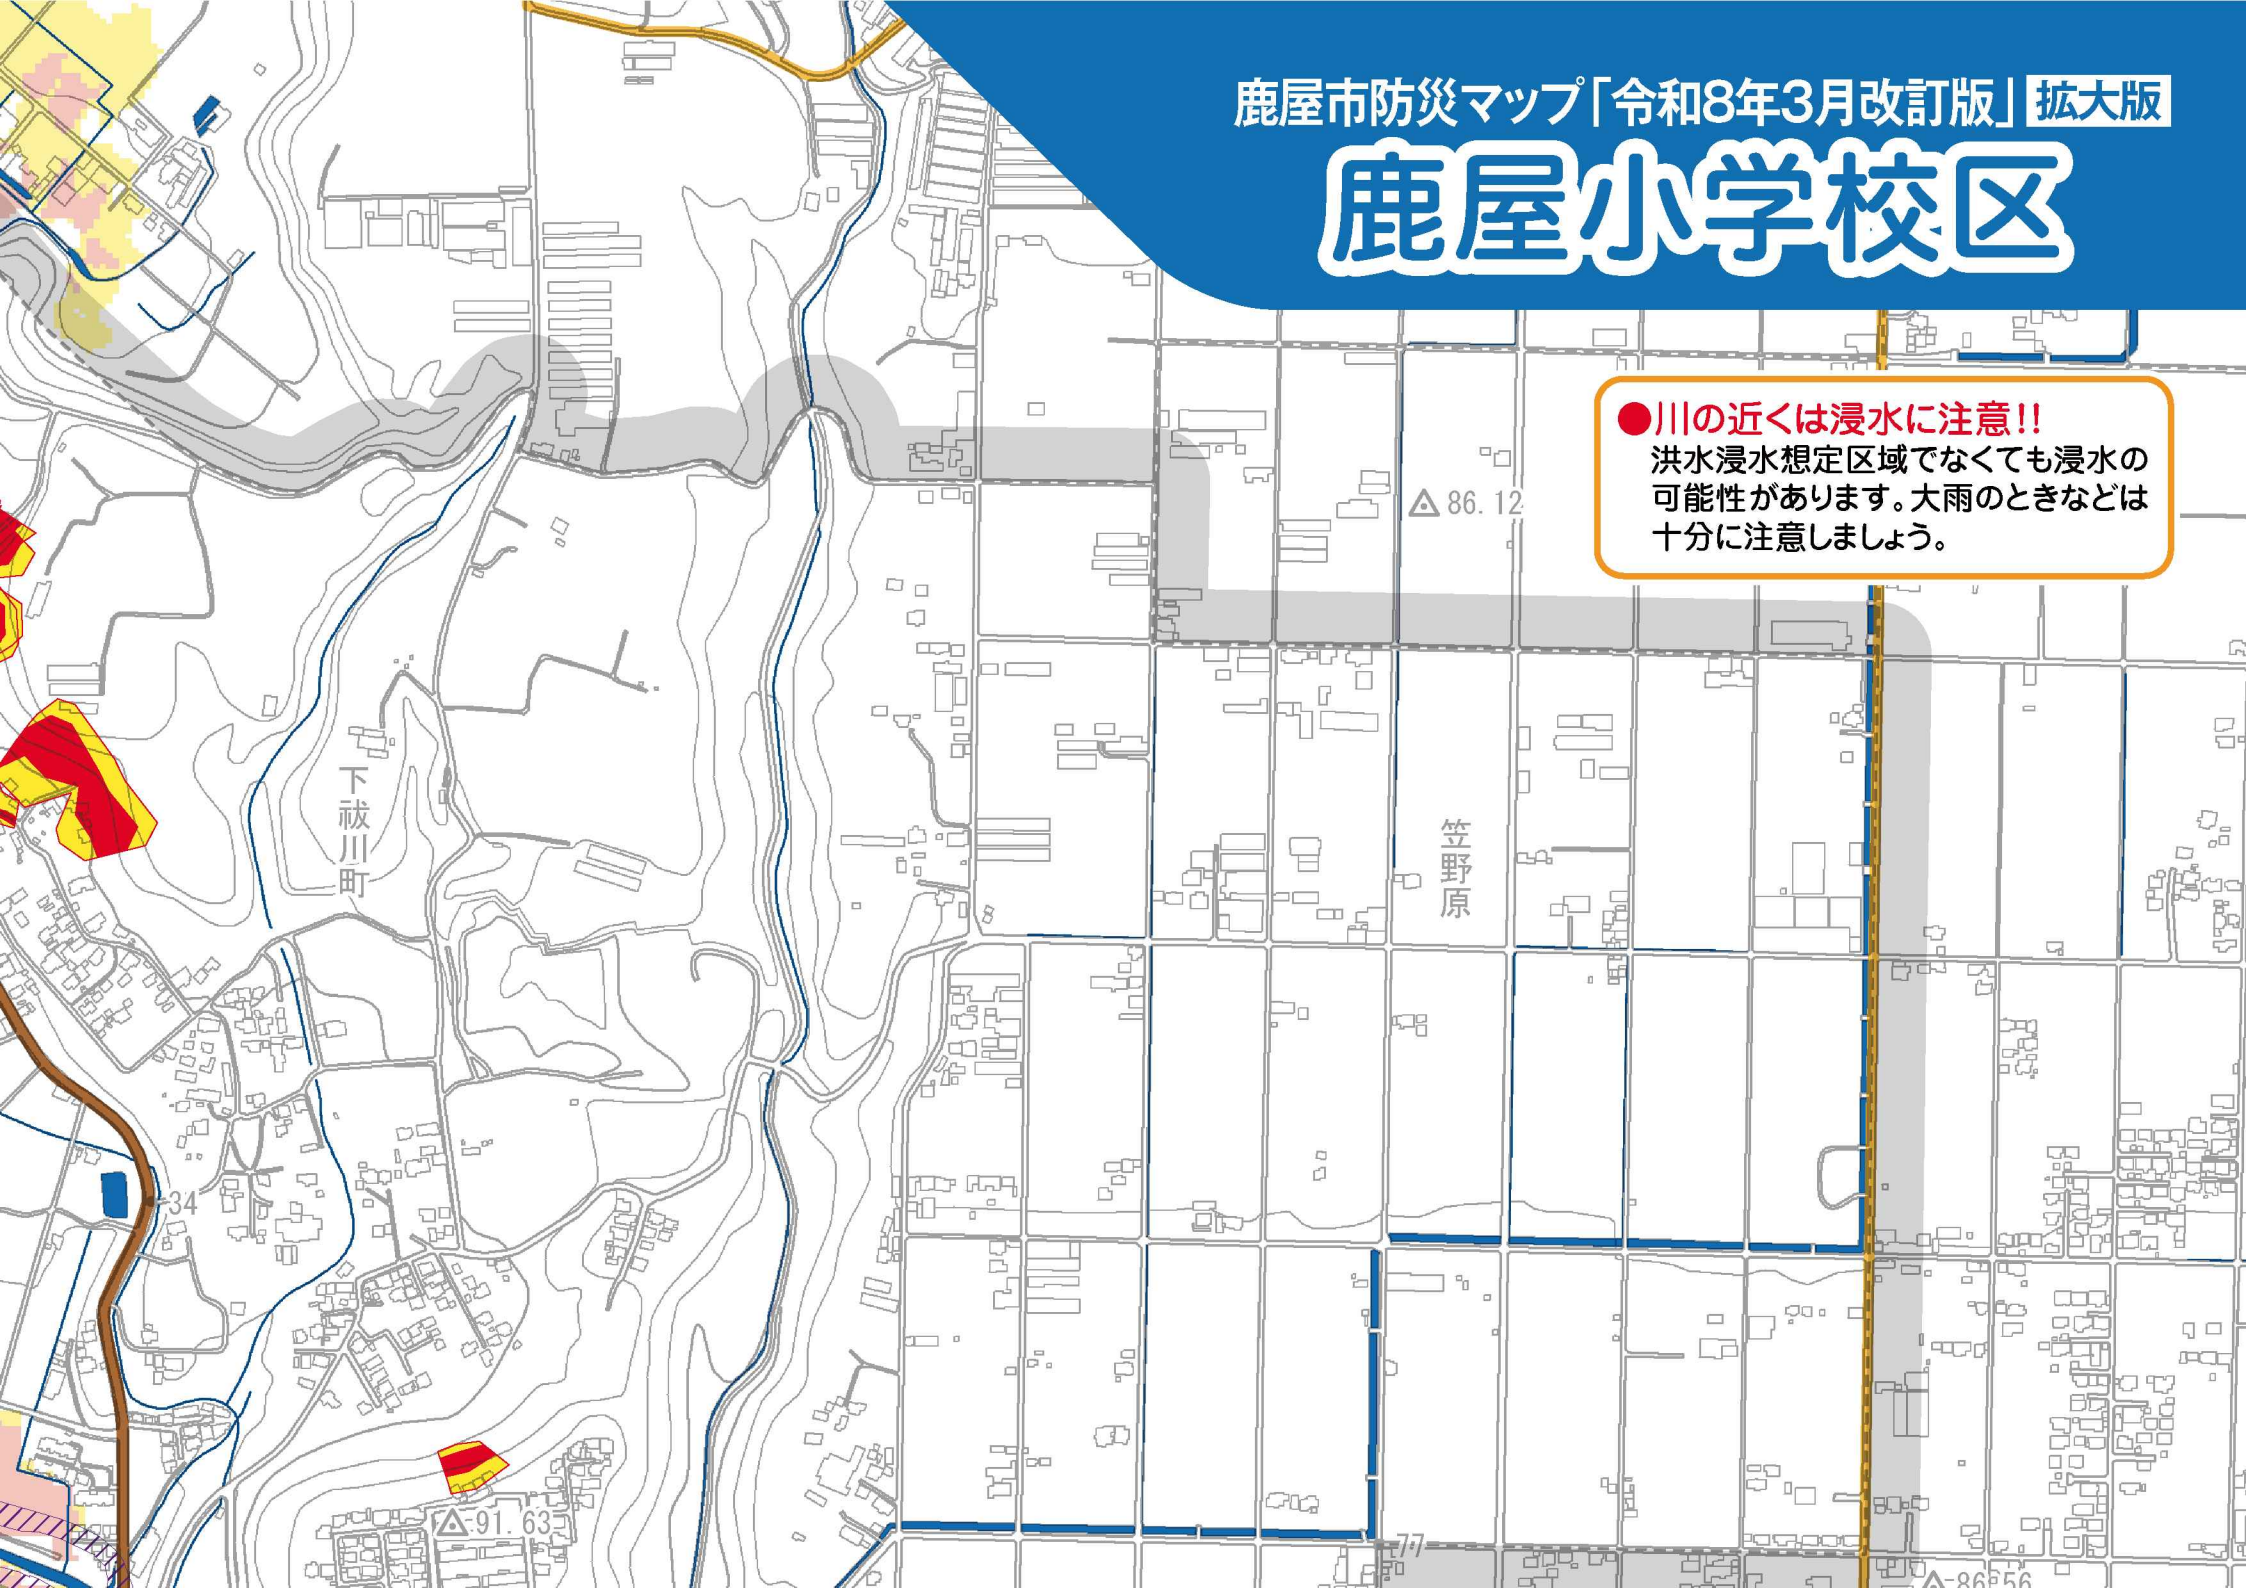 鹿屋市防災マップ「令和8年3月改訂版」拡大版
鹿屋小学校区
●川の近くは浸水に注意!!
洪水浸水想定区域でなくても浸水の
可能性があります。大雨のときなどは
十分に注意しましょう。
86.12
下祓川町
笠野原
34
91.63
77
86.56